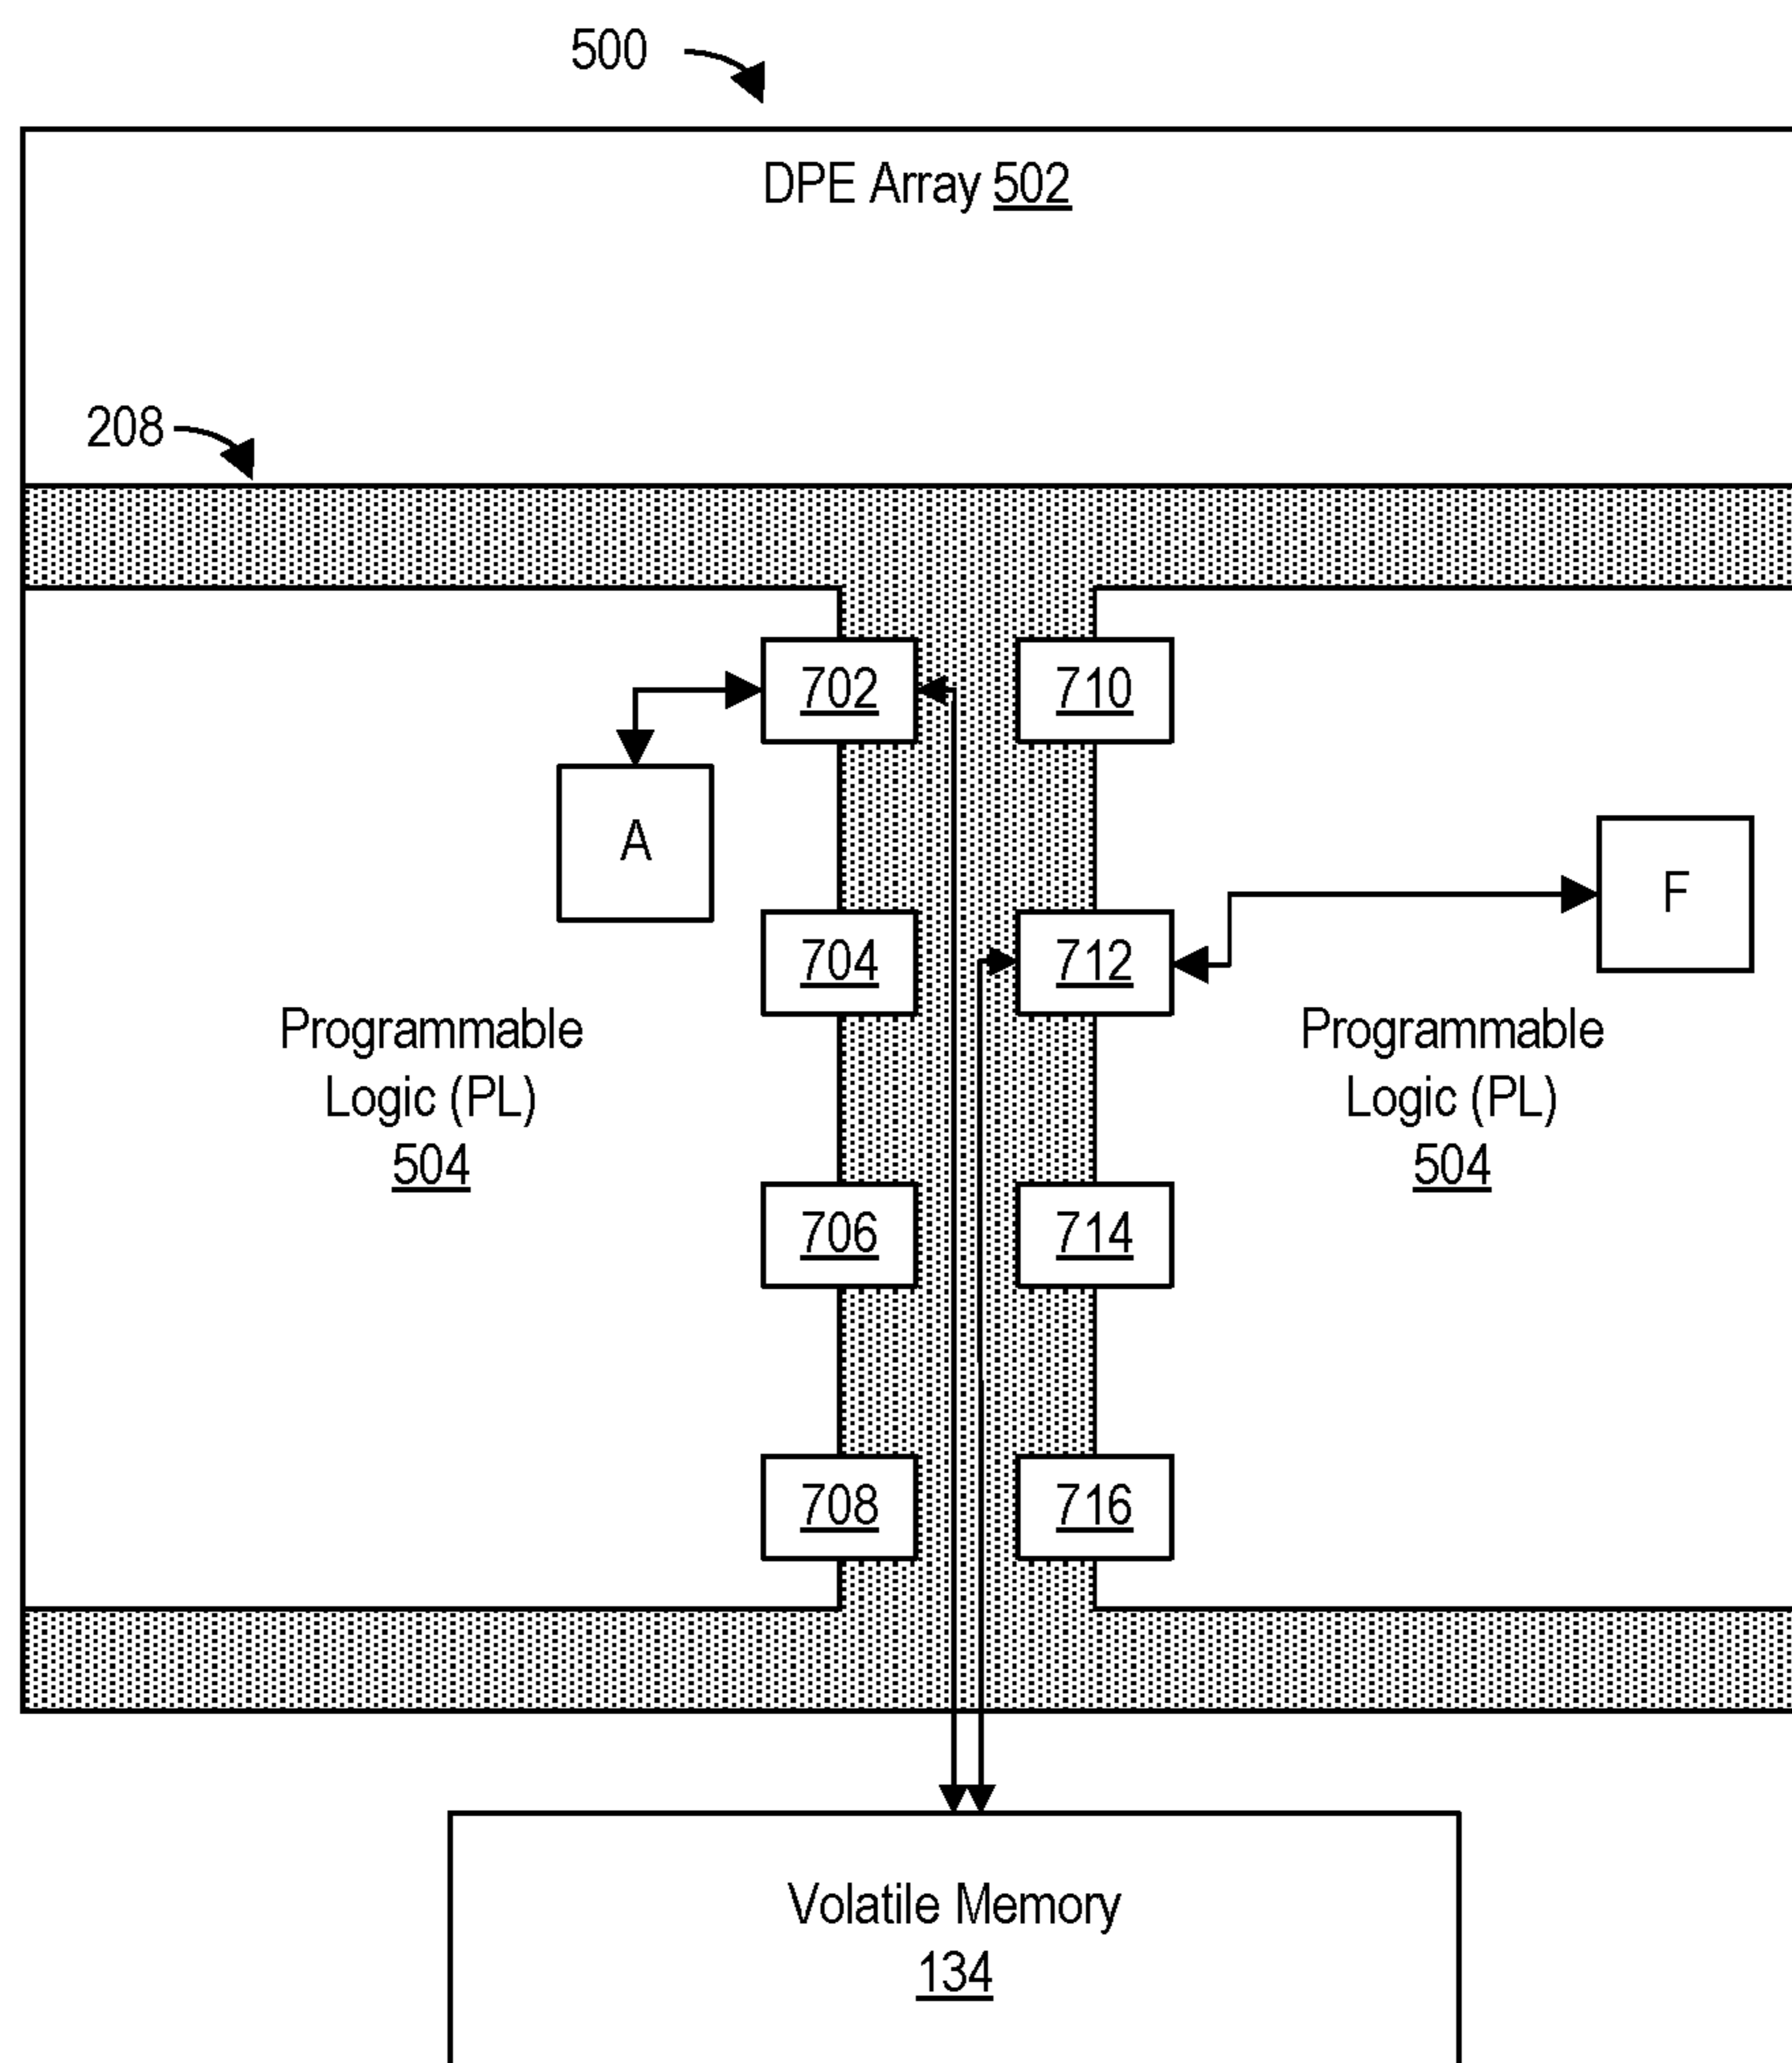 500
DPE Array 502
208
702
710
A
F
704
712
Programmable
Logic (PL)
504
Programmable
Logic (PL)
504
706
714
708
716
Volatile Memory
134